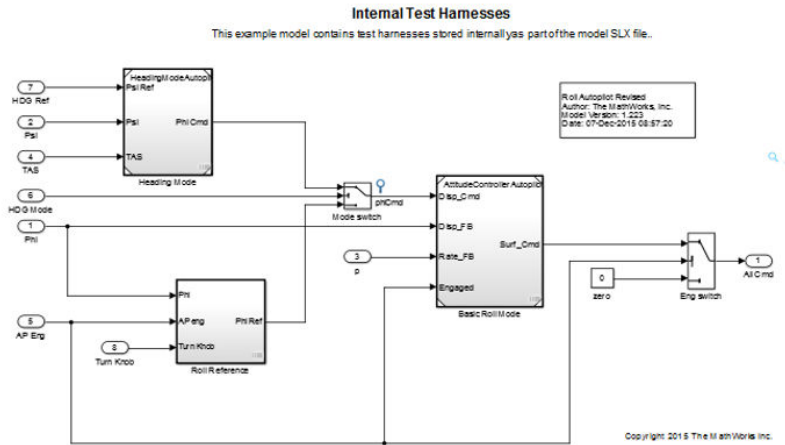 Internal Test Harnesses
This example model contains test harnesses stored internally as part of the model SLX file..
7
HDG Ref
2
Psi
4
TAS
HeadingModeAutopil
Psi Ref
Psi
TAS
Phi Cmd
Heading Mode
Roll Autopilot Revised
Author: The MathWorks, Inc.
Model Version: 1.223
Date: 07-Dec-2015 08:57:20
6
HDG Mode
1
Phi
phiCmd
Mode switch
AttitudeController Autopilot
Disp_Cmd
Disp_FB
Rate_FB
Engaged
Surf_Cmd
Basic Roll Mode
3
p
0
zero
Eng switch
1
Ail Cmd
5
AP Eng
8
Turn Knob
Phi
AP eng
Turn Knob
Phi Ref
Roll Reference
Copyright 2015 The MathWorks Inc.